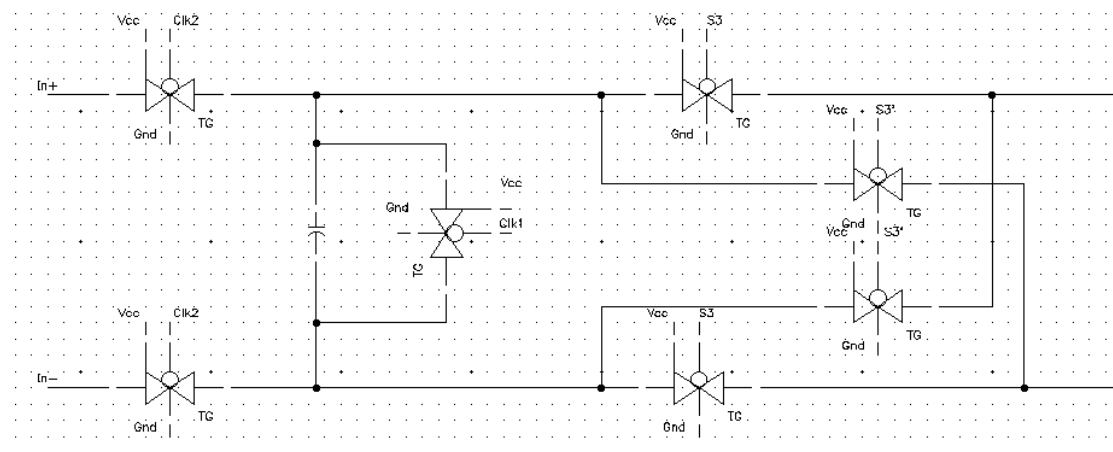 Vcc Clk2
In+
Gnd TG
Vcc S3
Gnd TG
Vcc S3'
Gnd TG
Vcc
Gnd Clk1
TG
Vcc S3'
Gnd TG
Vcc Clk2
In-
Gnd TG
Vcc S3
Gnd TG